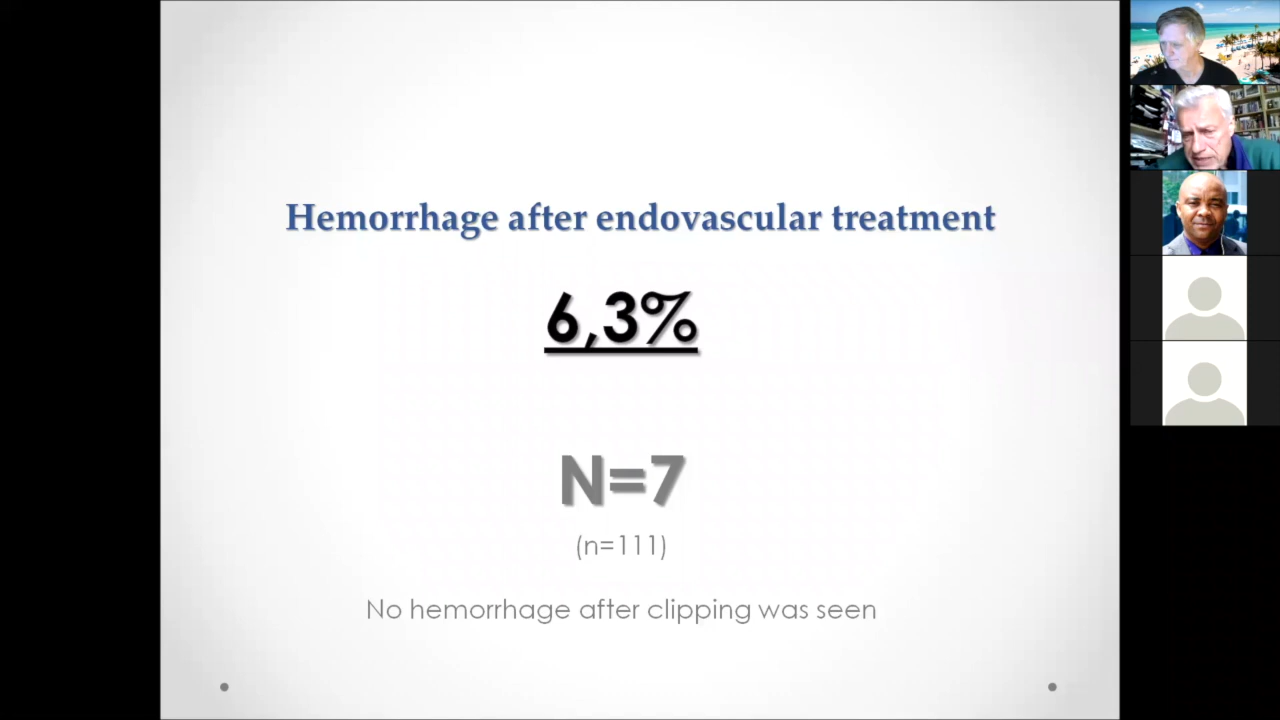 Hemorrhage after endovascular treatment
6,3%
N=7
(n=111)
No hemorrhage after clipping was seen